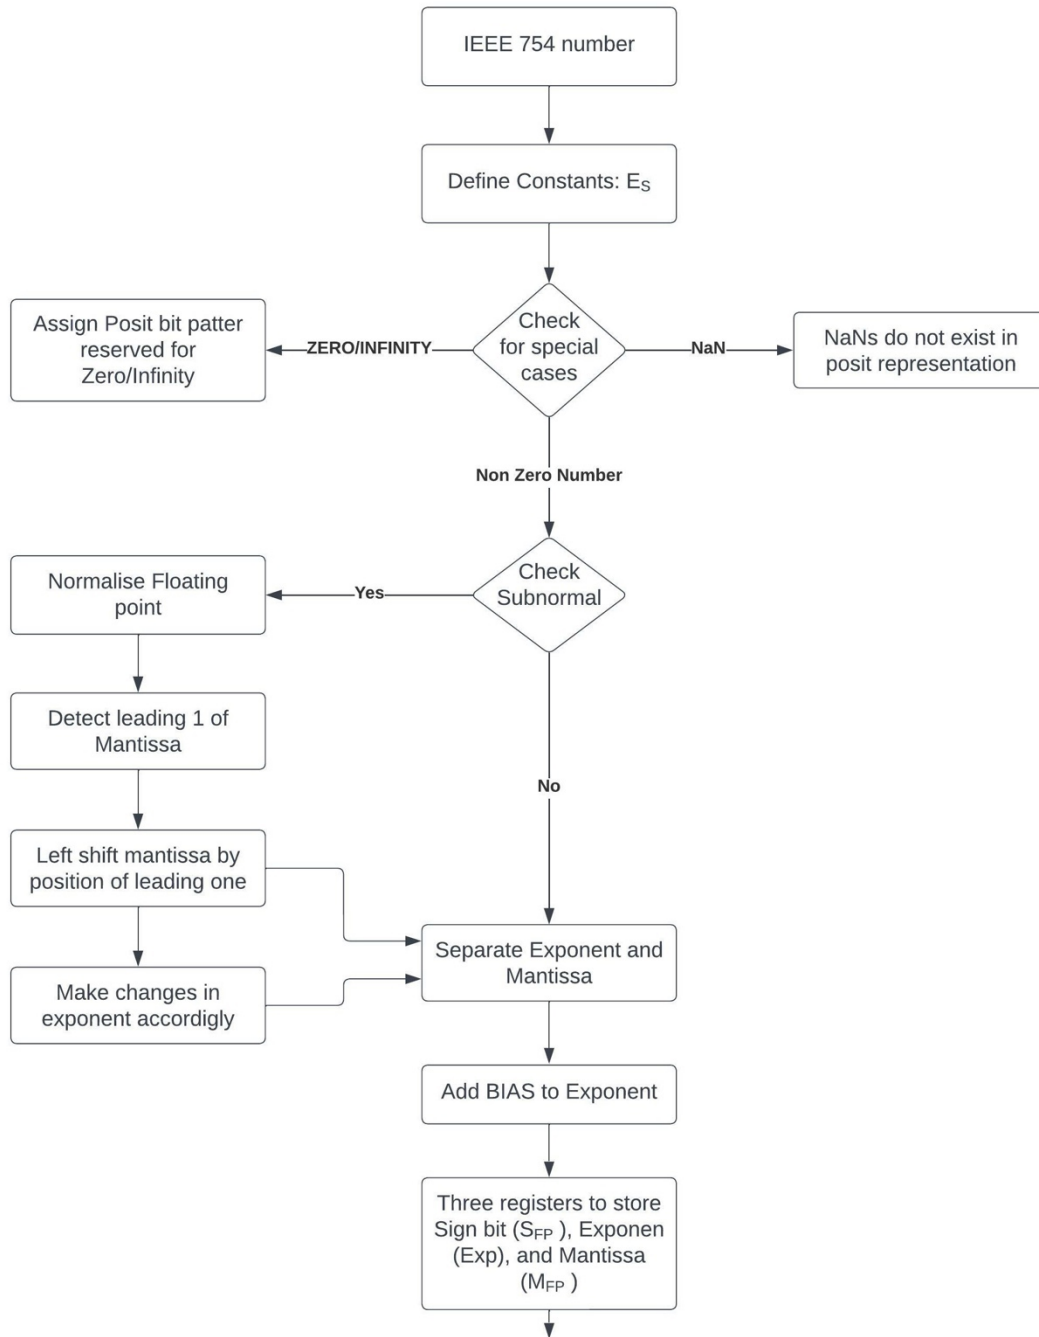 IEEE 754 number
Define Constants: ES
Check
for special
cases
ZERO/INFINITY
Assign Posit bit patter
reserved for
Zero/Infinity
NaN
NaNs do not exist in
posit representation
Non Zero Number
Check
Subnormal
Yes
Normalise Floating
point
Detect leading 1 of
Mantissa
Left shift mantissa by
position of leading one
Make changes in
exponent accordigly
No
Separate Exponent and
Mantissa
Add BIAS to Exponent
Three registers to store
Sign bit (SFP ), Exponen
(Exp), and Mantissa
(MFP )